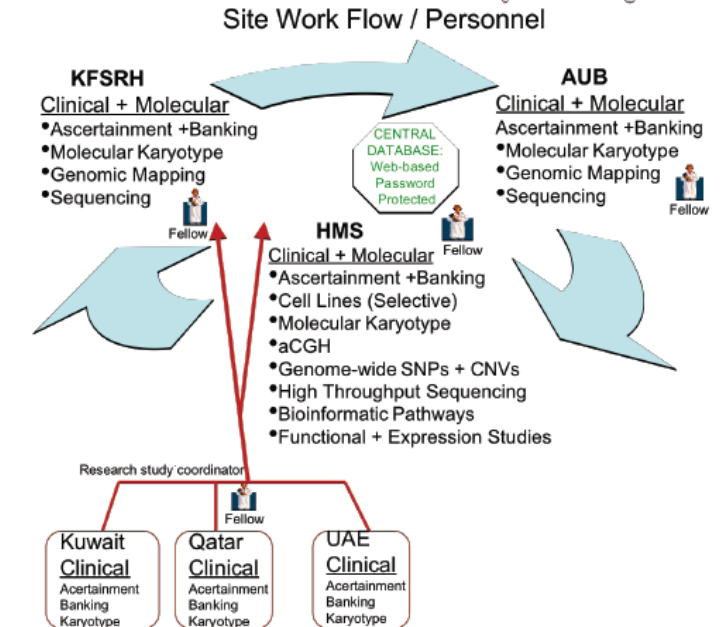 Site Work Flow / Personnel
KFSRH
Clinical + Molecular
•Ascertainment +Banking
•Molecular Karyotype
•Genomic Mapping
•Sequencing
Fellow
CENTRAL
DATABASE:
Web-based
Password
Protected
AUB
Clinical + Molecular
Ascertainment +Banking
•Molecular Karyotype
•Genomic Mapping
•Sequencing
Fellow
HMS
Clinical + Molecular
Fellow
•Ascertainment +Banking
•Cell Lines (Selective)
•Molecular Karyotype
•aCGH
•Genome-wide SNPs + CNVs
•High Throughput Sequencing
•Bioinformatic Pathways
•Functional + Expression Studies
Research study coordinator
Fellow
Kuwait
Clinical
Acertainment
Banking
Karyotype
Qatar
Clinical
Acertainment
Banking
Karyotype
UAE
Clinical
Acertainment
Banking
Karyotype